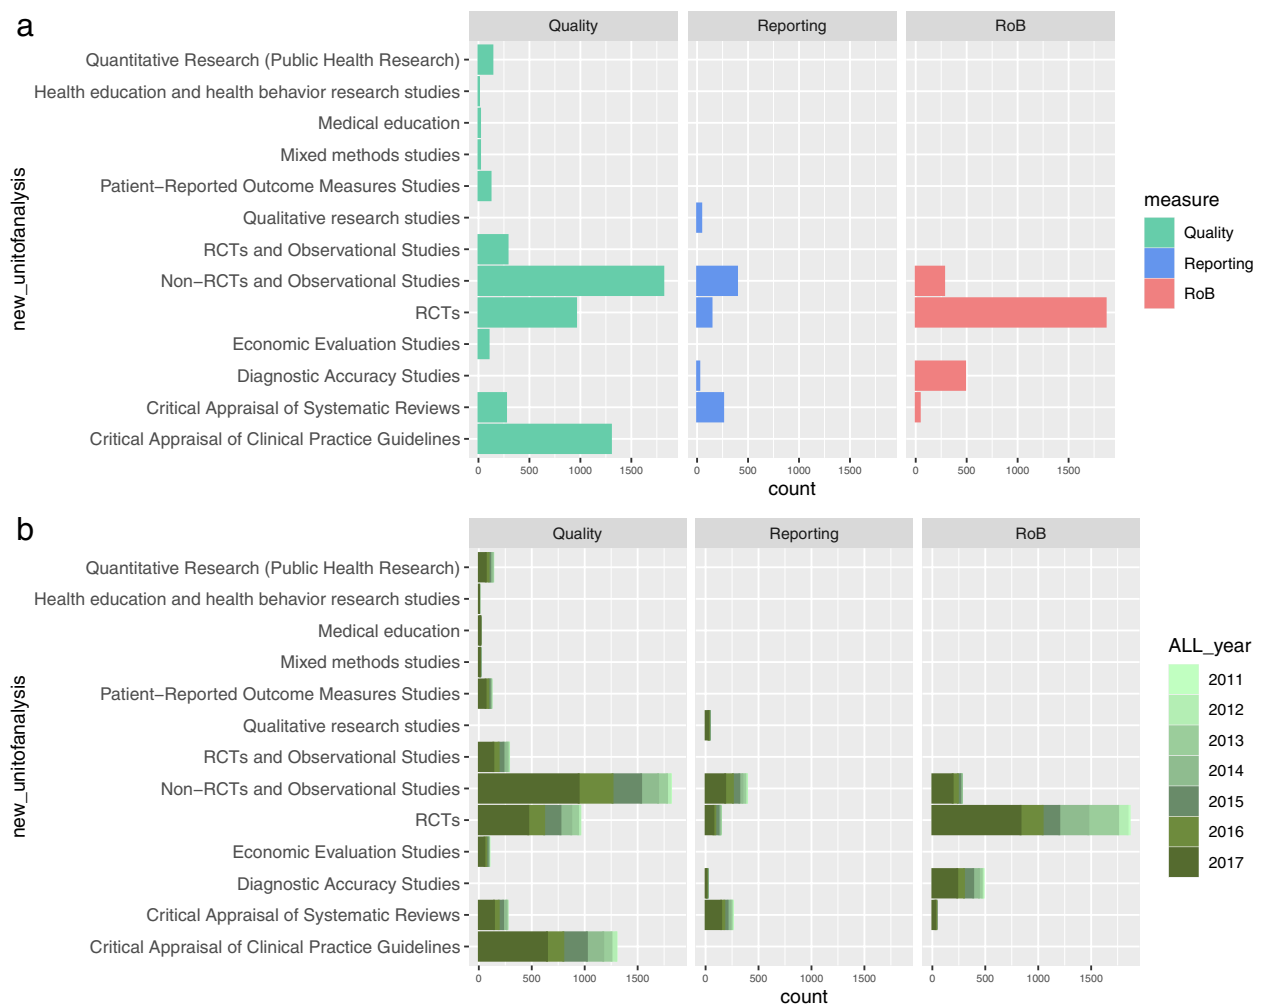 a
Quality Reporting RoB
Quantitative Research (Public Health Research)
Health education and health behavior research studies
Medical education
Mixed methods studies
Patient−Reported Outcome Measures Studies
Qualitative research studies
RCTs and Observational Studies
Non−RCTs and Observational Studies
RCTs
Economic Evaluation Studies
Diagnostic Accuracy Studies
Critical Appraisal of Systematic Reviews
Critical Appraisal of Clinical Practice Guidelines
new_unitofanalysis
0 500 1000 1500 0 500 1000 1500 0 500 1000 1500
count
measure
Quality
Reporting
RoB
b
Quality Reporting RoB
Quantitative Research (Public Health Research)
Health education and health behavior research studies
Medical education
Mixed methods studies
Patient−Reported Outcome Measures Studies
Qualitative research studies
RCTs and Observational Studies
Non−RCTs and Observational Studies
RCTs
Economic Evaluation Studies
Diagnostic Accuracy Studies
Critical Appraisal of Systematic Reviews
Critical Appraisal of Clinical Practice Guidelines
new_unitofanalysis
0 500 1000 1500 0 500 1000 1500 0 500 1000 1500
count
ALL_year
2011
2012
2013
2014
2015
2016
2017